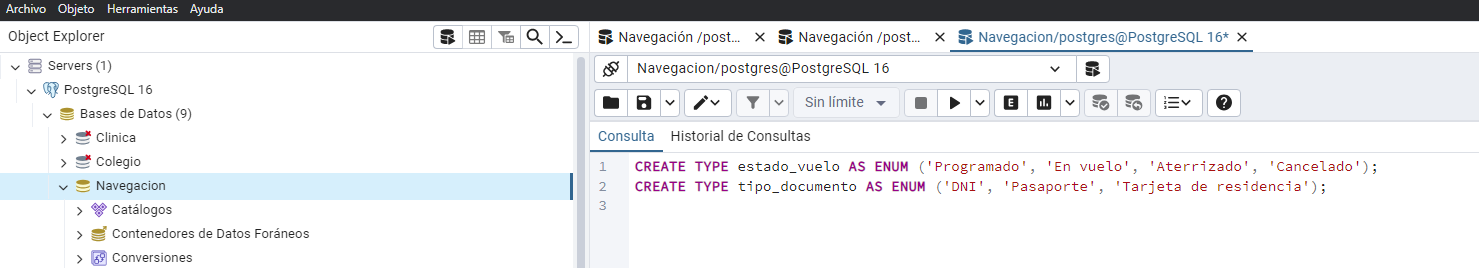 Archivo Objeto Herramientas Ayuda
Object Explorer
Servers (1)
PostgreSQL 16
Bases de Datos (9)
Clinica
Colegio
Navegacion
Catálogos
Contenedores de Datos Foráneos
Conversiones
Navegación /post... Navegación /post... Navegacion/postgres@PostgreSQL 16*
Navegacion/postgres@PostgreSQL 16
Sin límite E
Consulta Historial de Consultas
1 CREATE TYPE estado_vuelo AS ENUM ('Programado', 'En vuelo', 'Aterrizado', 'Cancelado');
2 CREATE TYPE tipo_documento AS ENUM ('DNI', 'Pasaporte', 'Tarjeta de residencia');
3